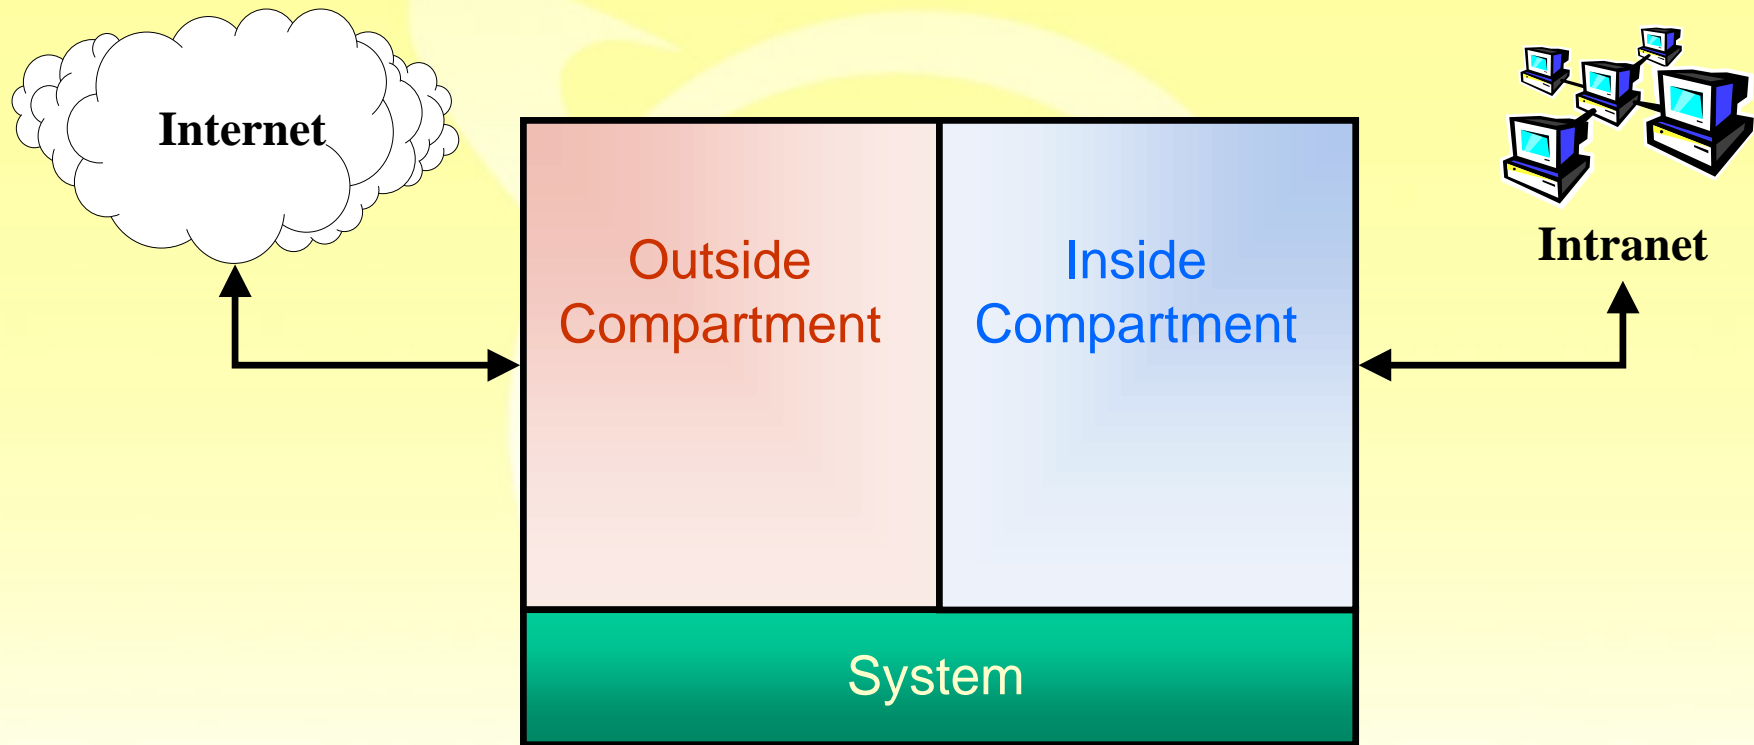 Internet
Intranet
Outside
Compartment
Inside
Compartment
System